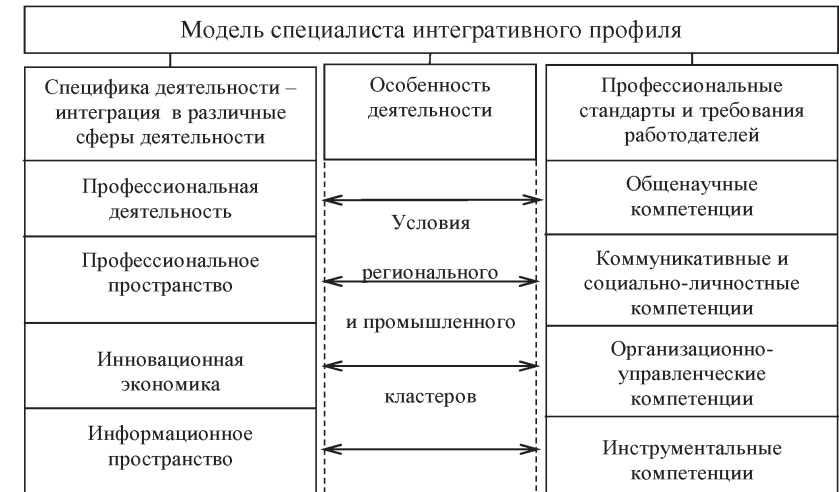 Модель специалиста интегративного профиля
Специфика деятельности –
интеграция в различные
сферы деятельности
Профессиональная
деятельность
Профессиональное
пространство
Инновационная
экономика
Информационное
пространство
Особенность
деятельности
Условия
регионального
и промышленного
кластеров
Профессиональные
стандарты и требования
работодателей
Общенаучные
компетенции
Коммуникативные и
социально-личностные
компетенции
Организационно-
управленческие
компетенции
Инструментальные
компетенции